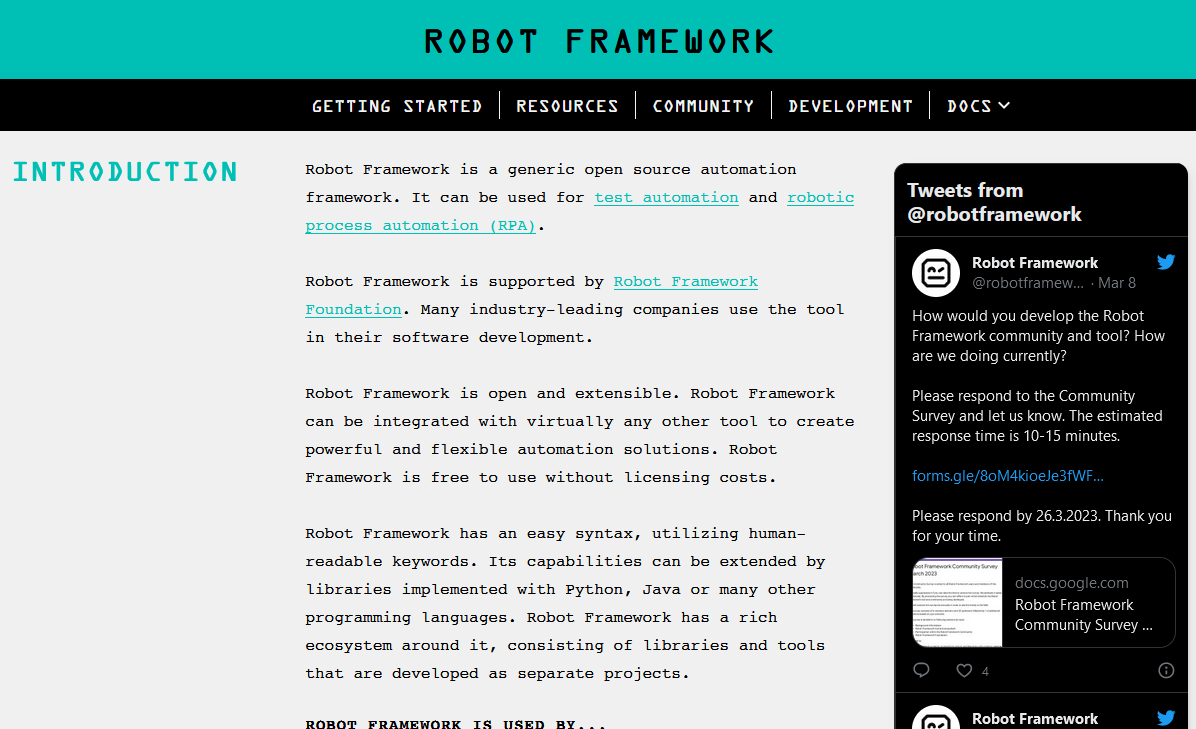 ROBOT FRAMEWORK
GETTING STARTED
RESOURCES
COMMUNITY
DEVELOPMENT
DOCS
INTRODUCTION
Robot Framework is a generic open source automation
framework. It can be used for test automation and robotic
process automation (RPA).
Robot Framework is supported by Robot Framework
Foundation. Many industry-leading companies use the tool
in their software development.
Robot Framework is open and extensible. Robot Framework
can be integrated with virtually any other tool to create
powerful and flexible automation solutions. Robot
Framework is free to use without licensing costs.
Robot Framework has an easy syntax, utilizing human-
readable keywords. Its capabilities can be extended by
libraries implemented with Python, Java or many other
programming languages. Robot Framework has a rich
ecosystem around it, consisting of libraries and tools
that are developed as separate projects.
ROBOT FRAMEWORK IS USED BY...
Tweets from
@robotframework
Robot Framework
@robotframew... · Mar 8
How would you develop the Robot
Framework community and tool? How
are we doing currently?
Please respond to the Community
Survey and let us know. The estimated
response time is 10-15 minutes.
forms.gle/8oM4kioeJe3fWF...
Please respond by 26.3.2023. Thank you
for your time.
docs.google.com
Robot Framework
Community Survey ...
4
Robot Framework